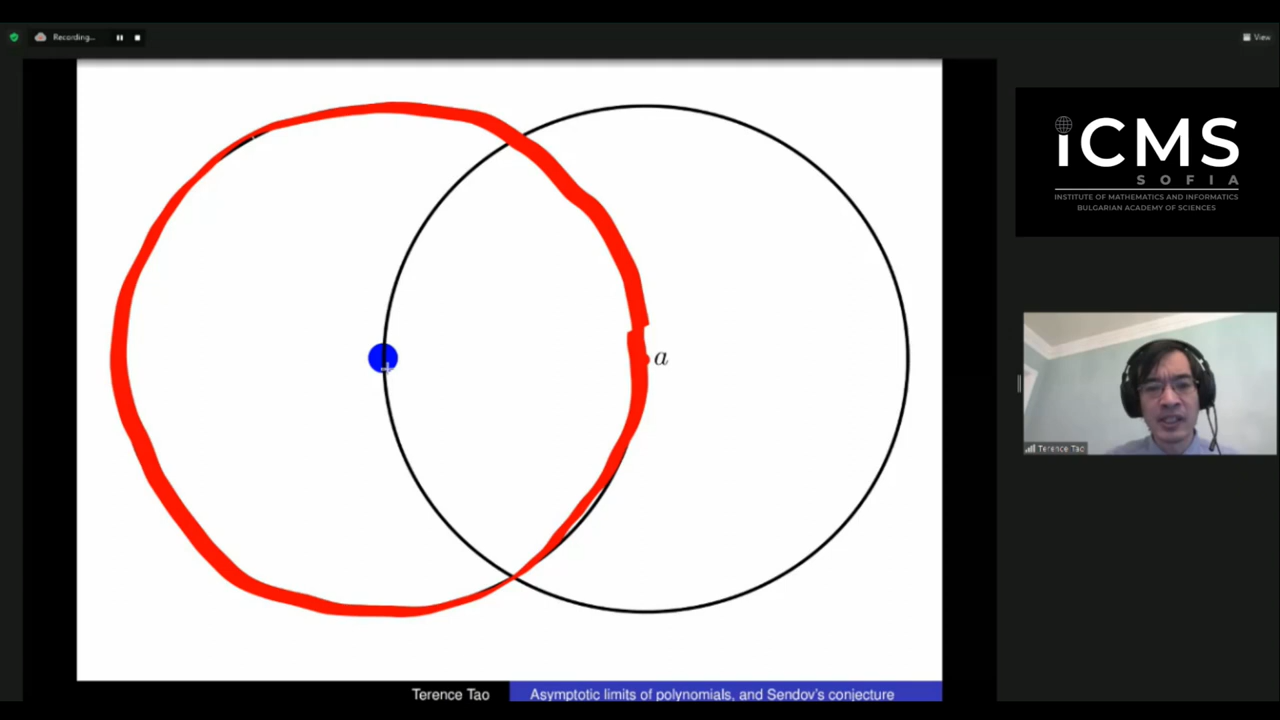 Recording...
View
iCMS
SOFIA
INSTITUTE OF MATHEMATICS AND INFORMATICS
BULGARIAN ACADEMY OF SCIENCES
a
Terence Tao
Terence Tao
Asymptotic limits of polynomials, and Sendov's conjecture